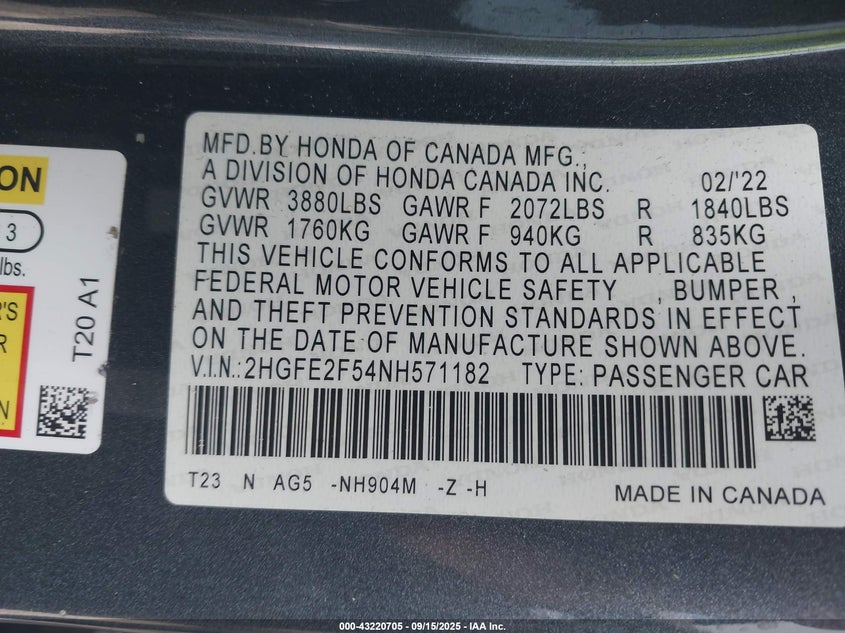 ON
3
lbs.
R'S
R
N
T20 A1
MFD.BY HONDA OF CANADA MFG.,
A DIVISION OF HONDA CANADA INC. 02/'22
GVWR 3880LBS GAWR F 2072LBS R 1840LBS
GVWR 1760KG GAWR F 940KG R 835KG
THIS VEHICLE CONFORMS TO ALL APPLICABLE
FEDERAL MOTOR VEHICLE SAFETY , BUMPER ,
AND THEFT PREVENTION STANDARDS IN EFFECT
ON THE DATE OF MANUFACTURE SHOWN ABOVE.
V.I.N.:2HGFE2F54NH571182 TYPE: PASSENGER CAR
T23 N AG5 -NH904M -Z -H
MADE IN CANADA
000-43220705 - 09/15/2025 - IAA Inc.